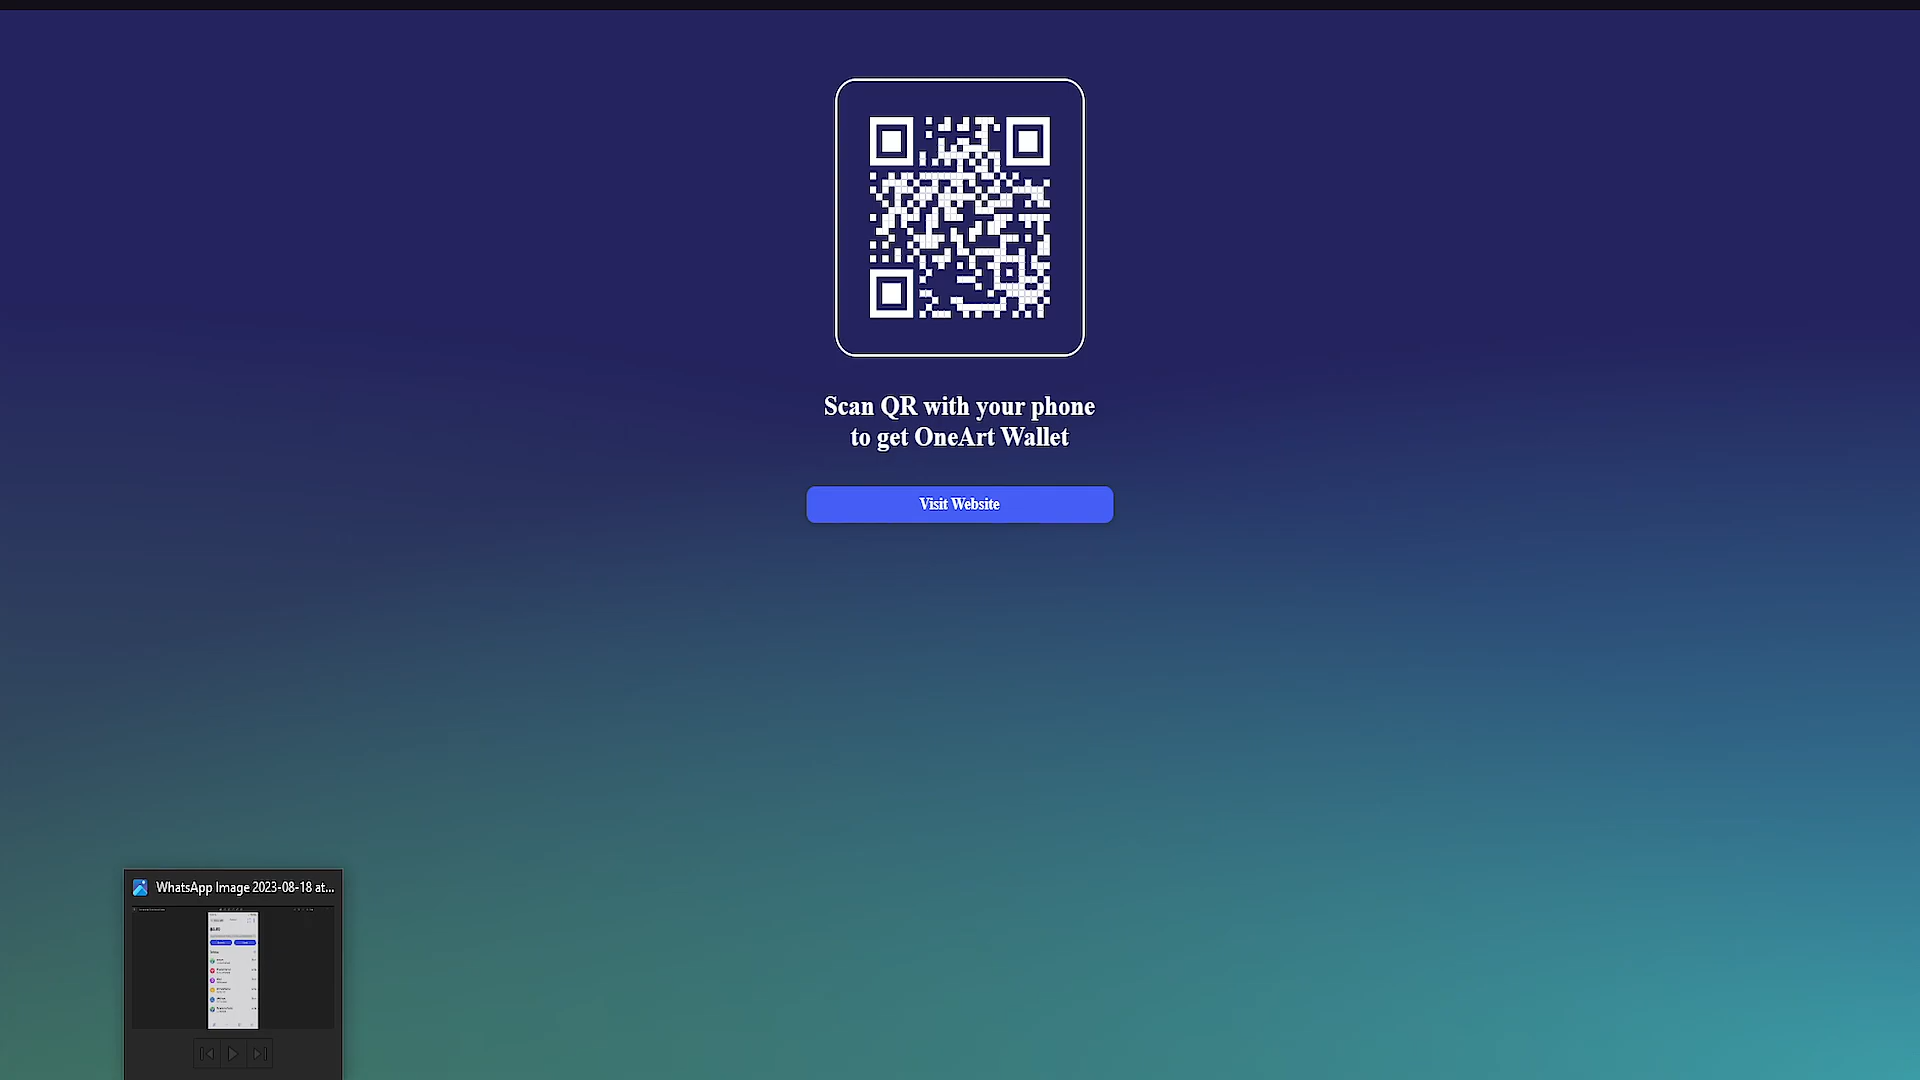 Scan QR with your phone
to get OneArt Wallet
Visit Website
WhatsApp Image 2023-08-18 at...